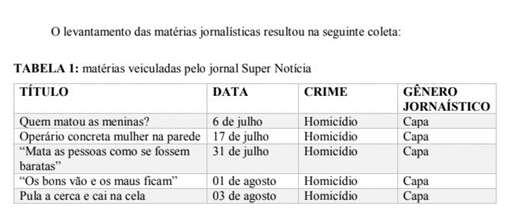 O levantamento das matérias jornalísticas resultou na seguinte coleta:
TABELA 1: matérias veiculadas pelo jornal Super Notícia
TÍTULO DATA CRIME GÊNERO
JORNAÍSTICO
Quem matou as meninas? 6 de julho Homicídio Capa
Operário concreta mulher na parede 17 de julho Homicídio Capa
“Mata as pessoas como se fossem 31 de julho Homicídio Capa
baratas”
“Os bons vão e os maus ficam” 01 de agosto Homicídio Capa
Pula a cerca e cai na cela 03 de agosto Homicídio Capa